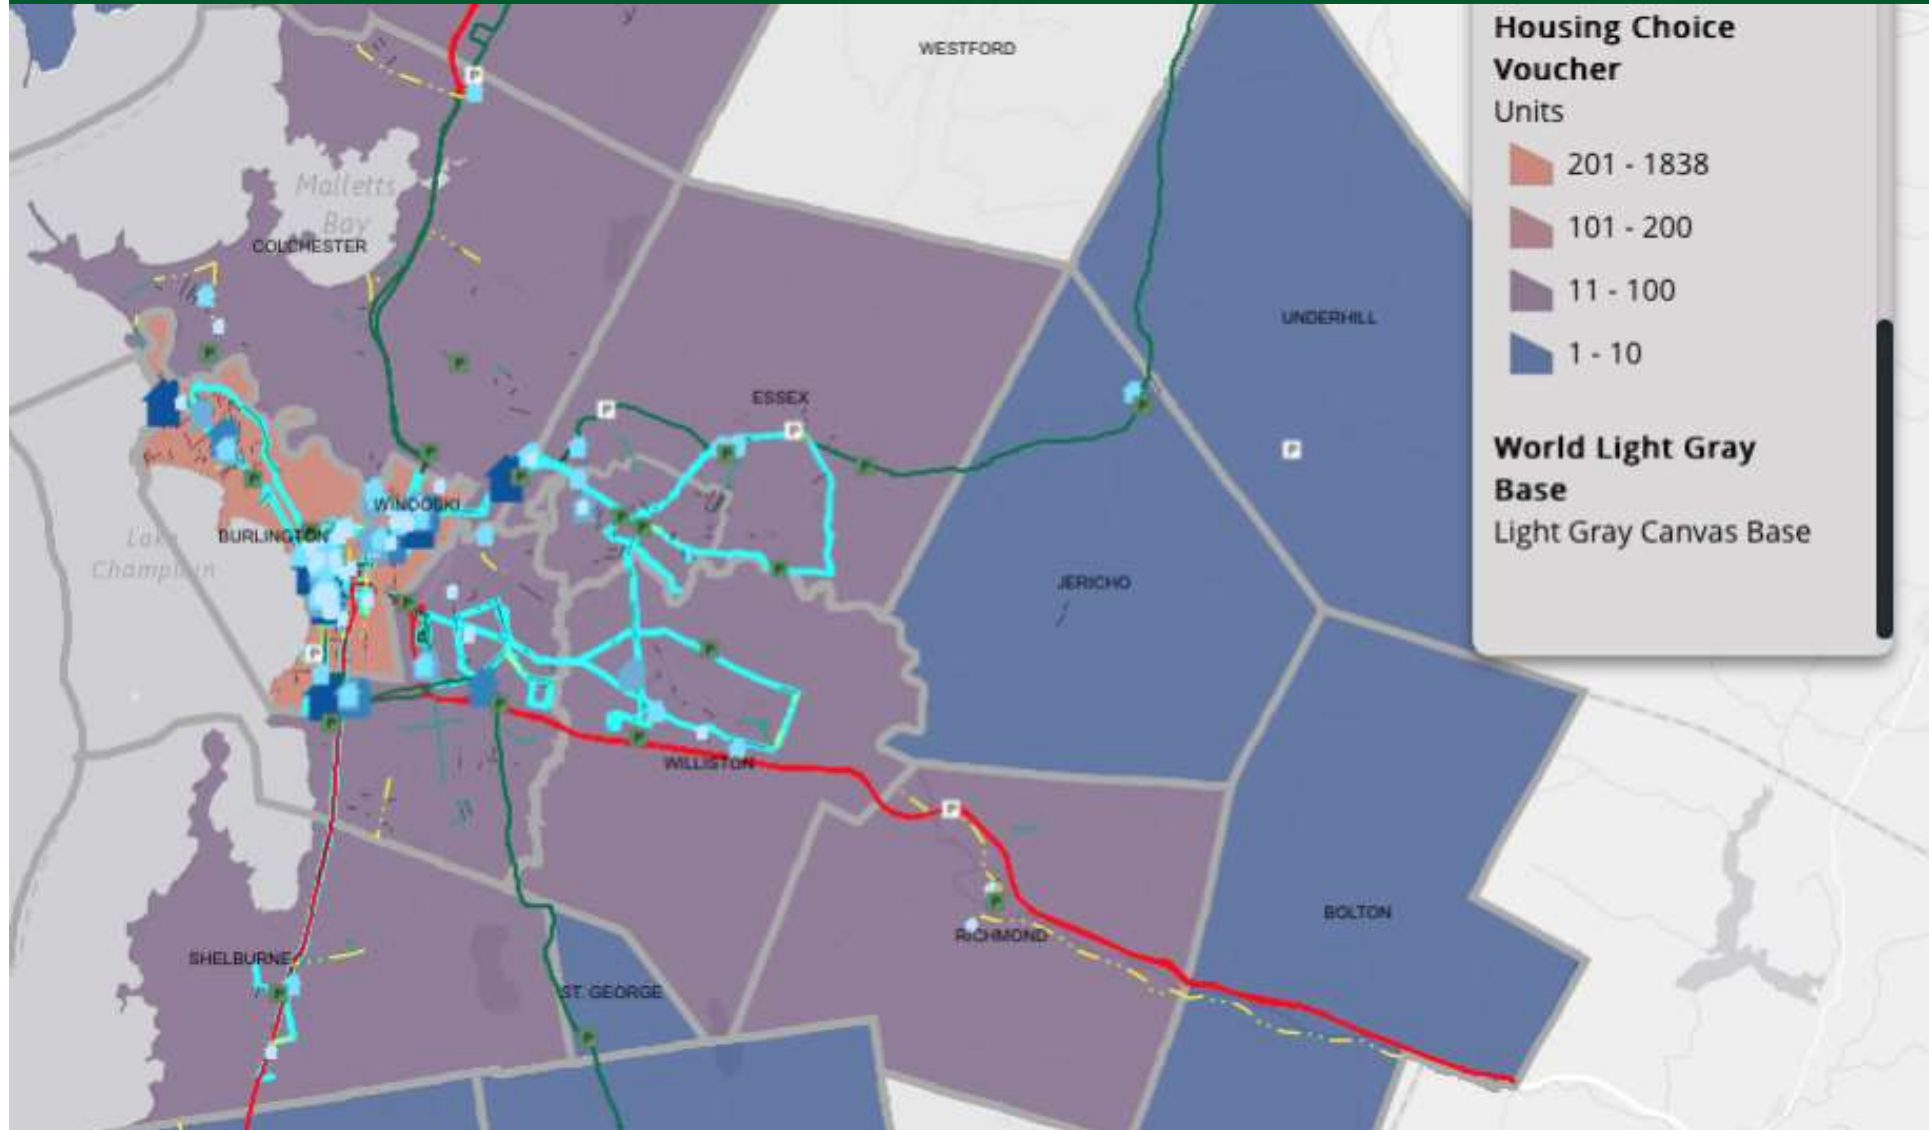 WESTFORD
Malletts
Bay
COLCHESTER
UNDERHILL
ESSEX
WINOOSKI
BURLINGTON
Lake
Champlain
JERICHO
WILLISTON
BOLTON
RICHMOND
SHELBURNE
ST. GEORGE
P
P
P
P
P
P
Housing Choice
Voucher
Units
201 - 1838
101 - 200
11 - 100
1 - 10
World Light Gray
Base
Light Gray Canvas Base